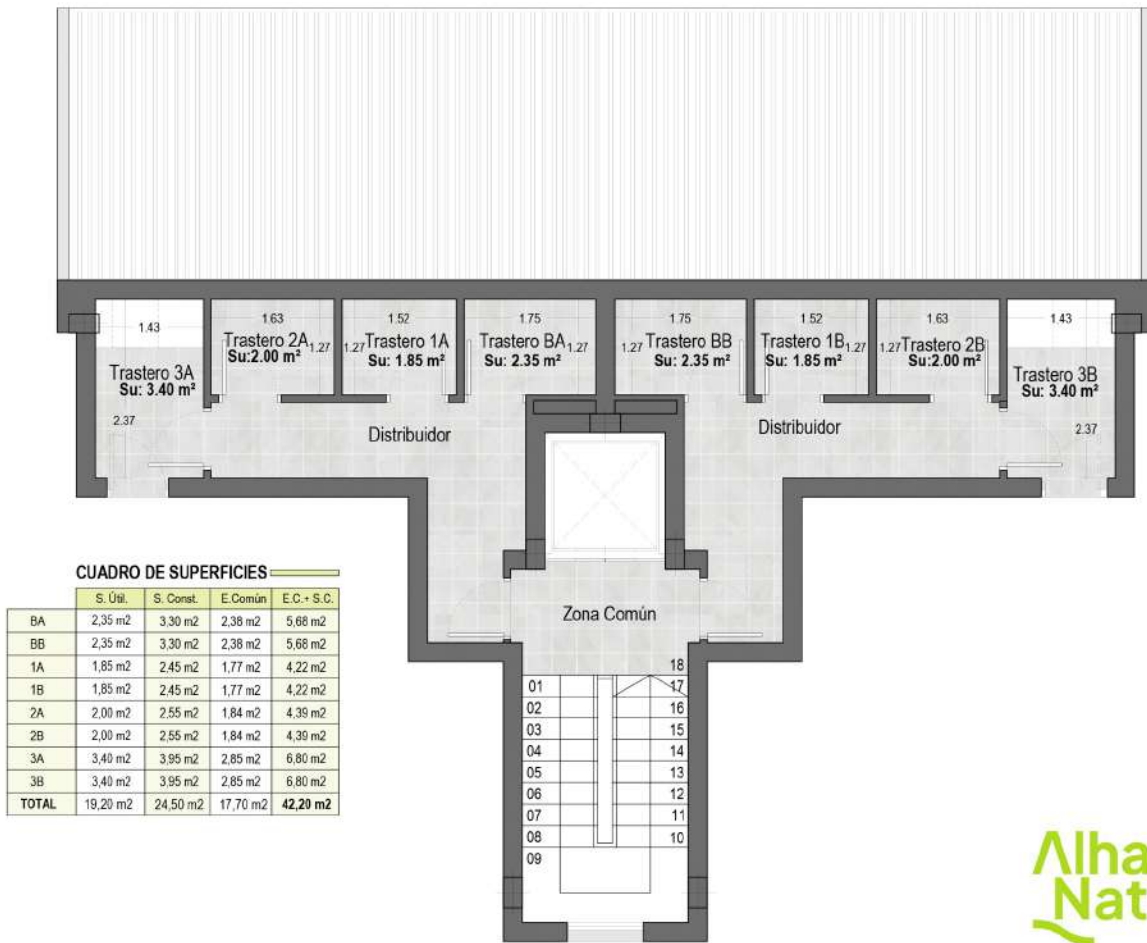 1.43 1.63 1.52 1.75 1.75 1.52 1.63 1.43
Trastero 3A
Su: 3.40 m²
2.37
Trastero 2A
Su:2.00 m²
1.27
1.27
Trastero 1A
Su: 1.85 m²
Trastero BA
Su: 2.35 m²
1.27
1.27
Trastero BB
Su: 2.35 m²
Trastero 1B
Su: 1.85 m²
1.27
1.27
Trastero 2B
Su:2.00 m²
Trastero 3B
Su: 3.40 m²
2.37
Distribuidor
Distribuidor
Zona Común
18
01 17
02 16
03 15
04 14
05 13
06 12
07 11
08 10
09
CUADRO DE SUPERFICIES
S. Útil. S. Const. E.Común E.C.+ S.C.
BA 2,35 m2 3,30 m2 2,38 m2 5,68 m2
BB 2,35 m2 3,30 m2 2,38 m2 5,68 m2
1A 1,85 m2 2,45 m2 1,77 m2 4,22 m2
1B 1,85 m2 2,45 m2 1,77 m2 4,22 m2
2A 2,00 m2 2,55 m2 1,84 m2 4,39 m2
2B 2,00 m2 2,55 m2 1,84 m2 4,39 m2
3A 3,40 m2 3,95 m2 2,85 m2 6,80 m2
3B 3,40 m2 3,95 m2 2,85 m2 6,80 m2
TOTAL 19,20 m2 24,50 m2 17,70 m2 42,20 m2
Alha
Nat